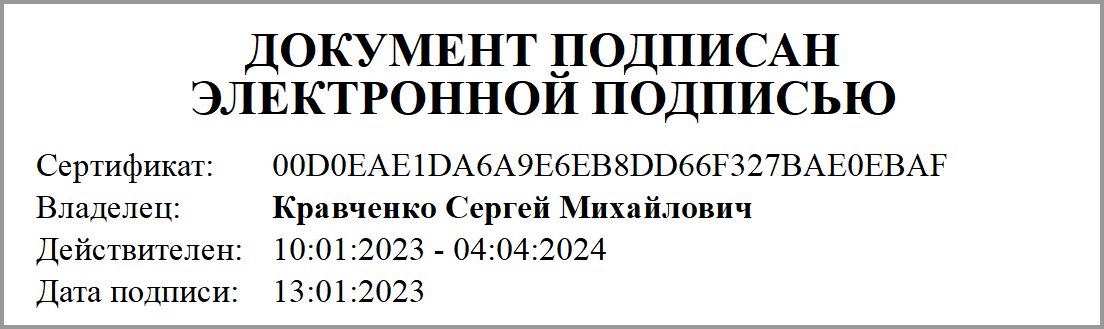 ДОКУМЕНТ ПОДПИСАН
ЭЛЕКТРОННОЙ ПОДПИСЬЮ
Сертификат: 00D0EAE1DA6A9E6EB8DD66F327BAE0EBAF
Владелец: Кравченко Сергей Михайлович
Действителен: 10:01:2023 - 04:04:2024
Дата подписи: 13:01:2023